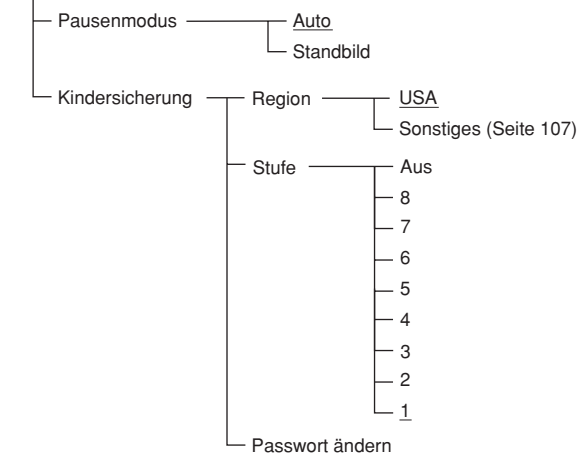 Pausenmodus Auto
Standbild
Kindersicherung Region USA
Sonstiges (Seite 107)
Stufe Aus
8
7
6
5
4
3
2
1
Passwort ändern